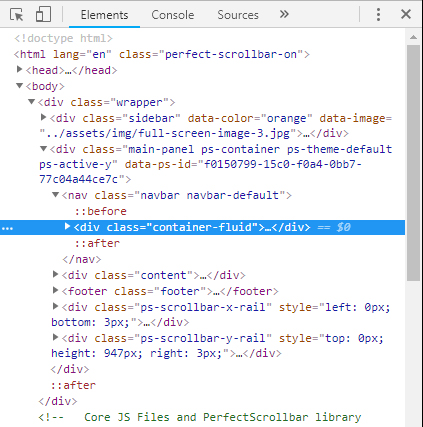 Elements Console Sources »
<!doctype html>
<html lang="en" class="perfect-scrollbar-on">
<head>…</head>
<body>
<div class="wrapper">
<div class="sidebar" data-color="orange" data-image=
"../assets/img/full-screen-image-3.jpg">…</div>
<div class="main-panel ps-container ps-theme-default
ps-active-y" data-ps-id="f0150799-15c0-f0a4-0bb7-
77c04a44ce7c">
<nav class="navbar navbar-default">
::before
… <div class="container-fluid">…</div> == $0
::after
</nav>
<div class="content">…</div>
<footer class="footer">…</footer>
<div class="ps-scrollbar-x-rail" style="left: 0px;
bottom: 3px;">…</div>
<div class="ps-scrollbar-y-rail" style="top: 0px;
height: 947px; right: 3px;">…</div>
</div>
::after
</div>
<!-- Core JS Files and PerfectScrollbar library